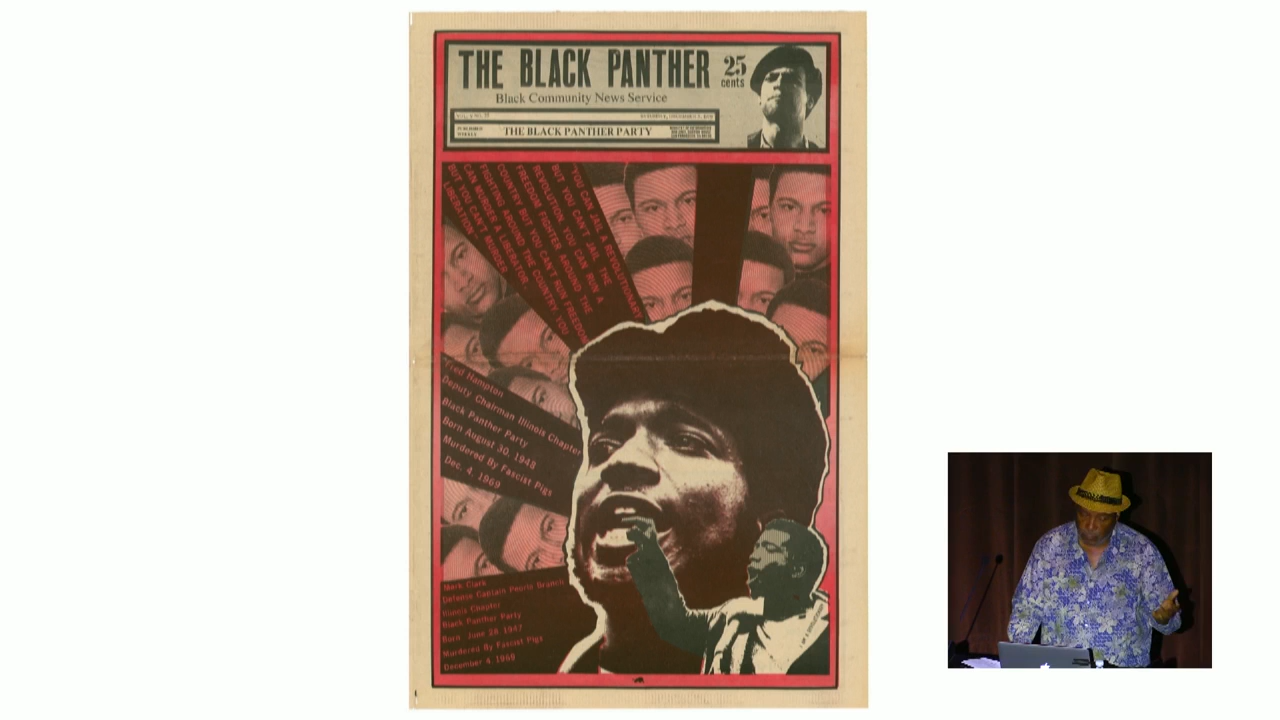 THE BLACK PANTHER
25
cents
Black Community News Service
PUBLISHED
WEEKLY
THE BLACK PANTHER PARTY
"YOU CAN JAIL A REVOLUTIONARY
BUT YOU CAN'T JAIL THE
REVOLUTION. YOU CAN RUN A
FREEDOM FIGHTER AROUND THE
COUNTRY BUT YOU CAN'T RUN FREEDOM
FIGHTING AROUND THE COUNTRY. YOU
CAN MURDER A LIBERATOR,
BUT YOU CAN'T MURDER
LIBERATION"
Fred Hampton
Deputy Chairman Illinois Chapter
Black Panther Party
Born August 30, 1948
Murdered By Fascist Pigs
Dec. 4, 1969
Mark Clark
Defense Captain Peoria Branch
Illinois Chapter
Black Panther Party
Born June 28, 1947
Murdered By Fascist Pigs
December 4, 1969